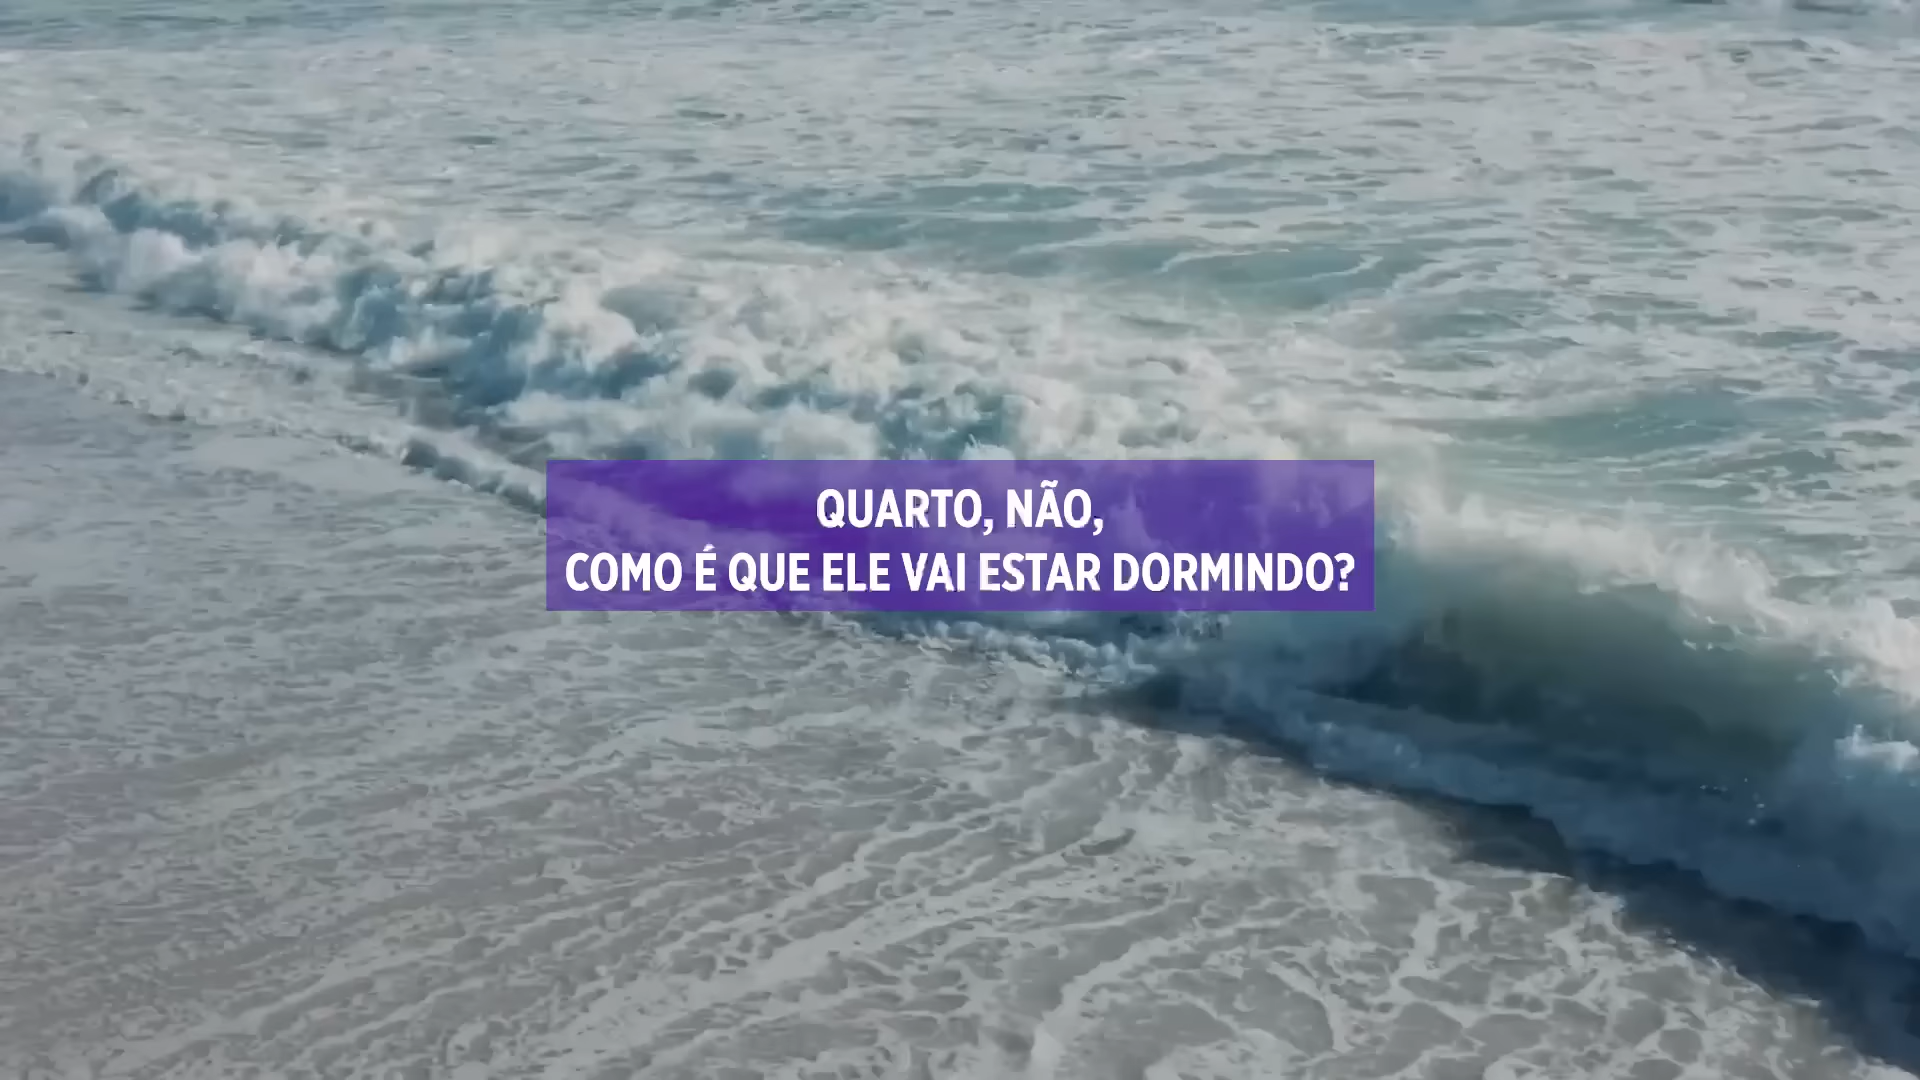 QUARTO, NÃO,
COMO É QUE ELE VAI ESTAR DORMINDO?